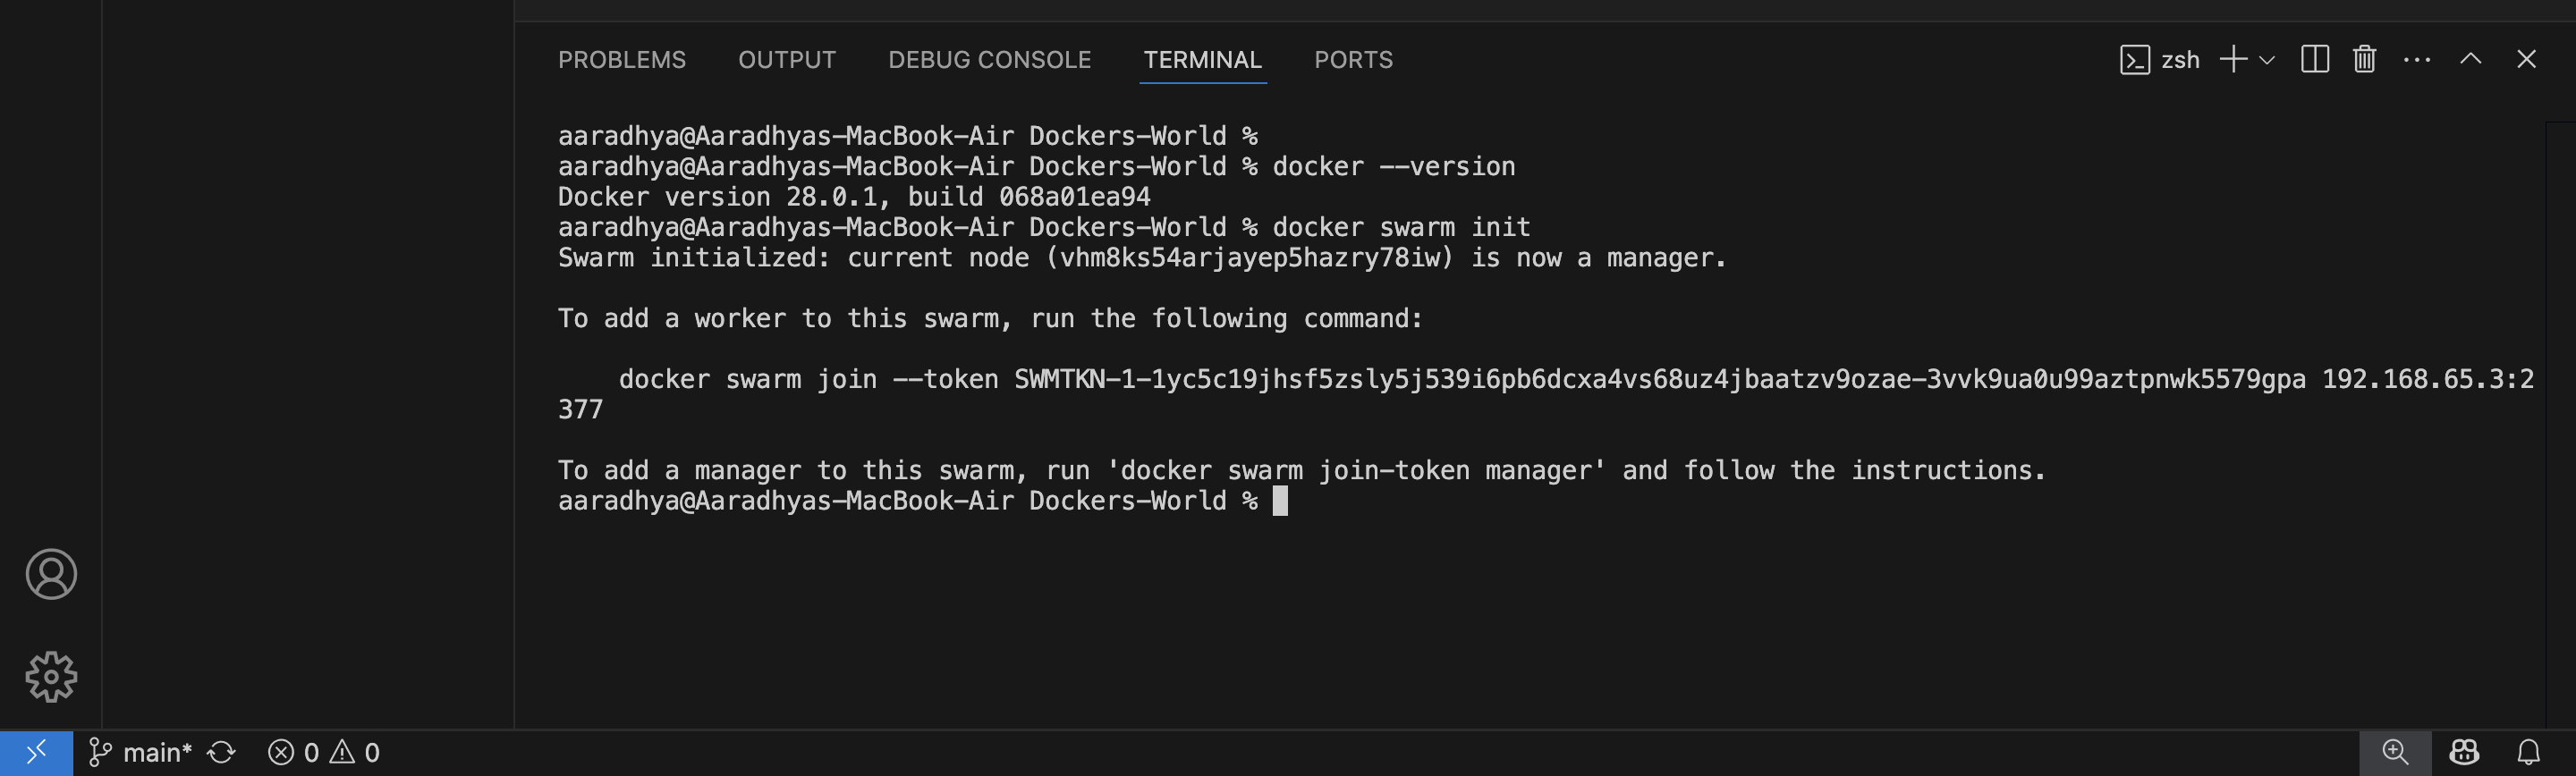 PROBLEMS OUTPUT DEBUG CONSOLE TERMINAL PORTS zsh
aaradhya@Aaradhyas-MacBook-Air Dockers-World %
aaradhya@Aaradhyas-MacBook-Air Dockers-World % docker --version
Docker version 28.0.1, build 068a01ea94
aaradhya@Aaradhyas-MacBook-Air Dockers-World % docker swarm init
Swarm initialized: current node (vhm8ks54arjayep5hazry78iw) is now a manager.
To add a worker to this swarm, run the following command:
docker swarm join --token SWMTKN-1-1yc5c19jhsf5zsly5j539i6pb6dcxa4vs68uz4jbaatzv9ozae-3vvk9ua0u99aztpnwk5579gpa 192.168.65.3:2
377
To add a manager to this swarm, run 'docker swarm join-token manager' and follow the instructions.
aaradhya@Aaradhyas-MacBook-Air Dockers-World %
main* 0 0